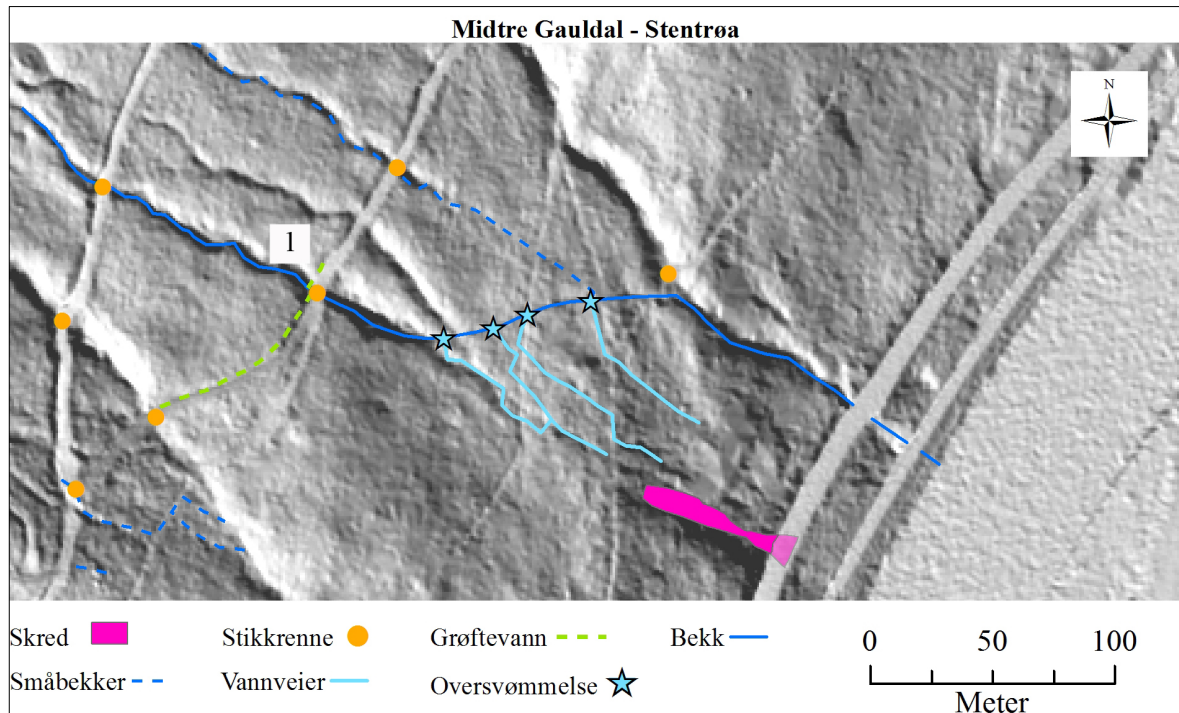 Midtre Gauldal - Stentrøa
N
1
Skred
Stikkrenne
Grøftevann
Bekk
0 50 100
Småbekker
Vannveier
Oversvømmelse
Meter